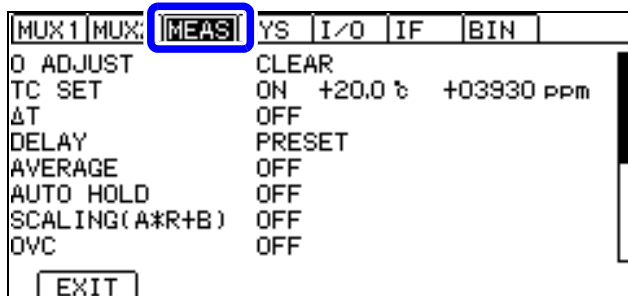 MUX1 MUX: MEAS YS I/O IF BIN
0 ADJUST CLEAR
TC SET ON +20.0 ℃ +03930 ppm
ΔT OFF
DELAY PRESET
AVERAGE OFF
AUTO HOLD OFF
SCALING(A*R+B) OFF
OVC OFF
EXIT